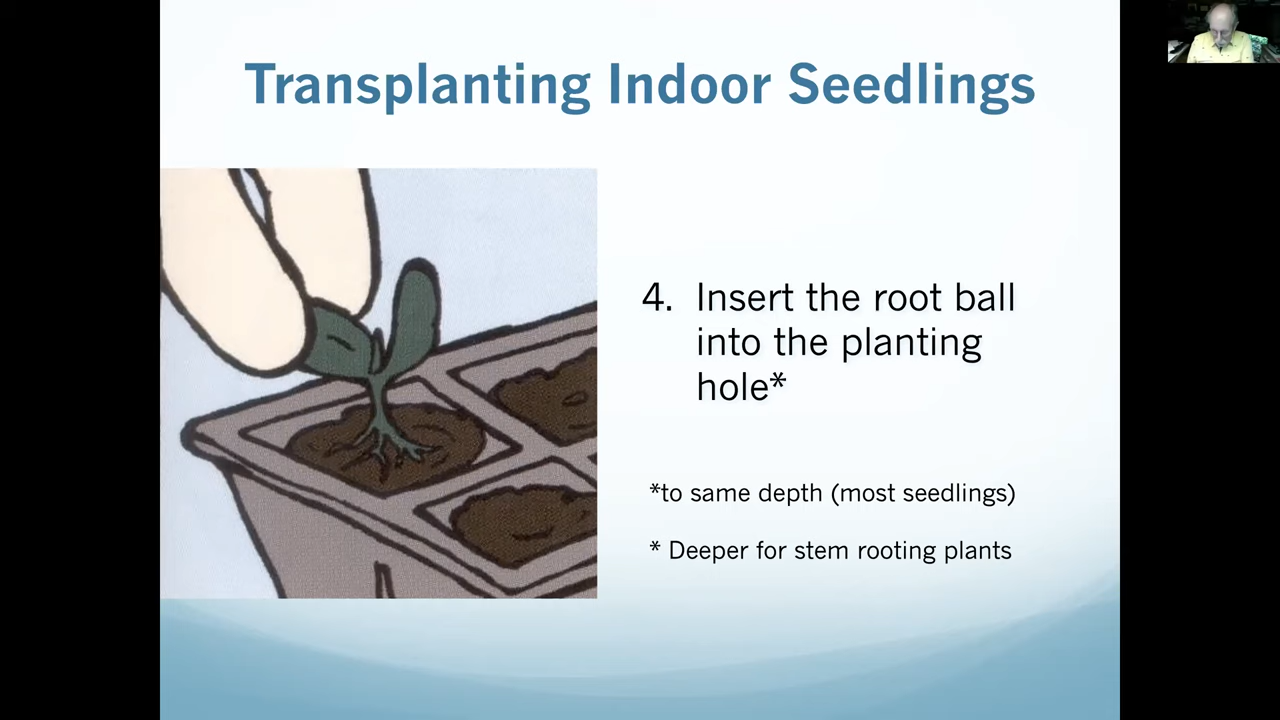 Transplanting Indoor Seedlings
4. Insert the root ball
into the planting
hole*
*to same depth (most seedlings)
* Deeper for stem rooting plants